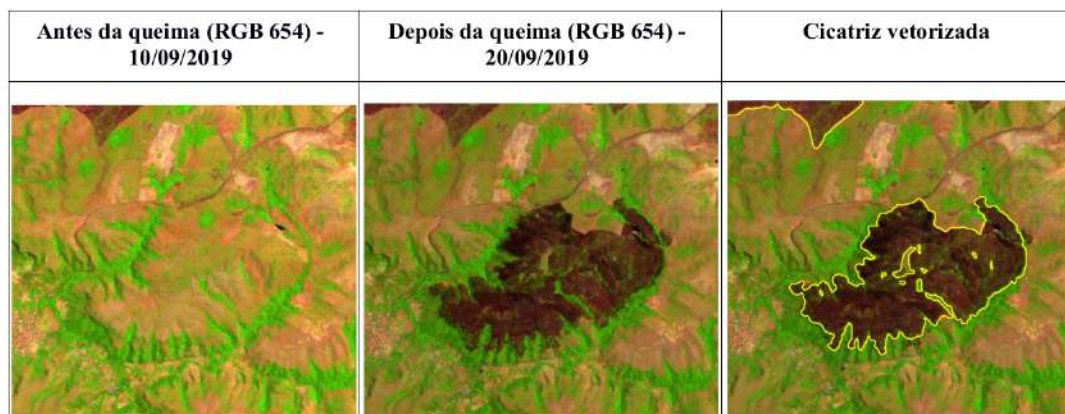 Antes da queima (RGB 654) -
10/09/2019
Depois da queima (RGB 654) -
20/09/2019
Cicatriz vetorizada